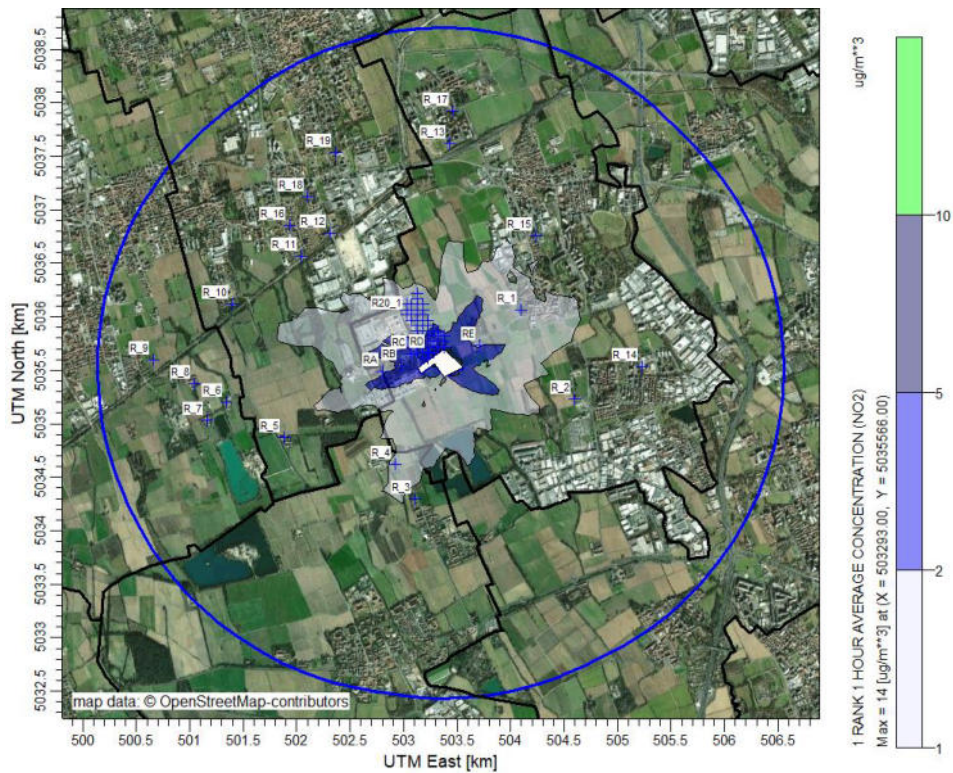 UTM North [km]
5038.5
5038
5037.5
5037
5036.5
5036
5035.5
5035
5034.5
5034
5033.5
5033
5032.5
R_17
R_13
R_19
R_18
R_16
R_12
R_15
R_11
R_10
R20_1
R_1
RC
RD
RE
RB
RA
R_9
R_14
R_8
R_6
R_2
R_7
R_5
R_4
R_3
map data: © OpenStreetMap-contributors
500 500.5 501 501.5 502 502.5 503 503.5 504 504.5 505 505.5 506 506.5
UTM East [km]
1 RANK 1 HOUR AVERAGE CONCENTRATION (NO2)
Max = 14 [ug/m**3] at (X = 503293.00, Y = 5035566.00)
ug/m**3
10
5
2
1